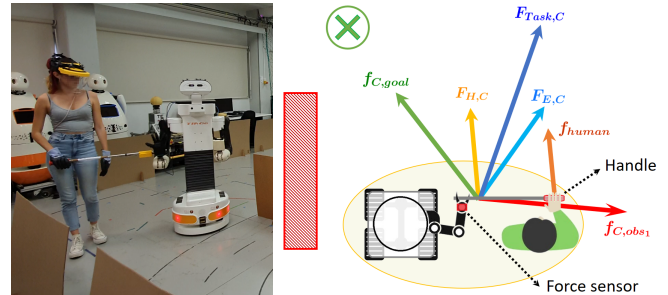 F_{Task,C}
f_{C,goal}
F_{H,C}
F_{E,C}
f_{human}
Handle
f_{C,obs_1}
Force sensor